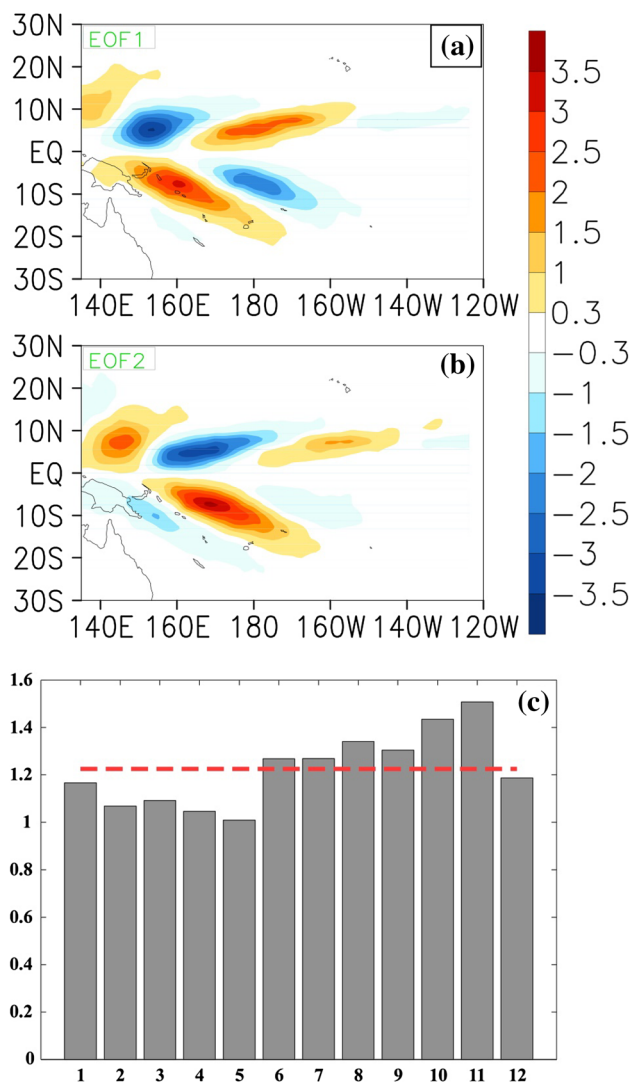 30N
EOF1 (a)
20N
10N
EQ
10S
20S
30S
140E 160E 180 160W 140W 120W
30N
EOF2 (b)
20N
10N
EQ
10S
20S
30S
140E 160E 180 160W 140W 120W
3.5
3
2.5
2
1.5
1
0.3
−0.3
−1
−1.5
−2
−2.5
−3
−3.5
1.6
(c)
1.4
1.2
1
0.8
0.6
0.4
0.2
0
1 2 3 4 5 6 7 8 9 10 11 12